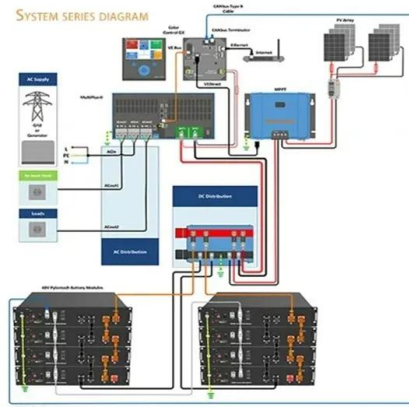 SYSTEM SERIES DIAGRAM
CANbus Type B
Cable
PV Array
Color
Control GX
CANbus Terminator
VE Bus
Ethernet
Internet
AC Supply
VE.Direct
MultiPlus-II
MPPT
Grid
or
Generator
L
PE
N
ACin
ACout1
DC Distribution
Loads
ACout2
AC Distribution
48V Pylontech Battery Modules